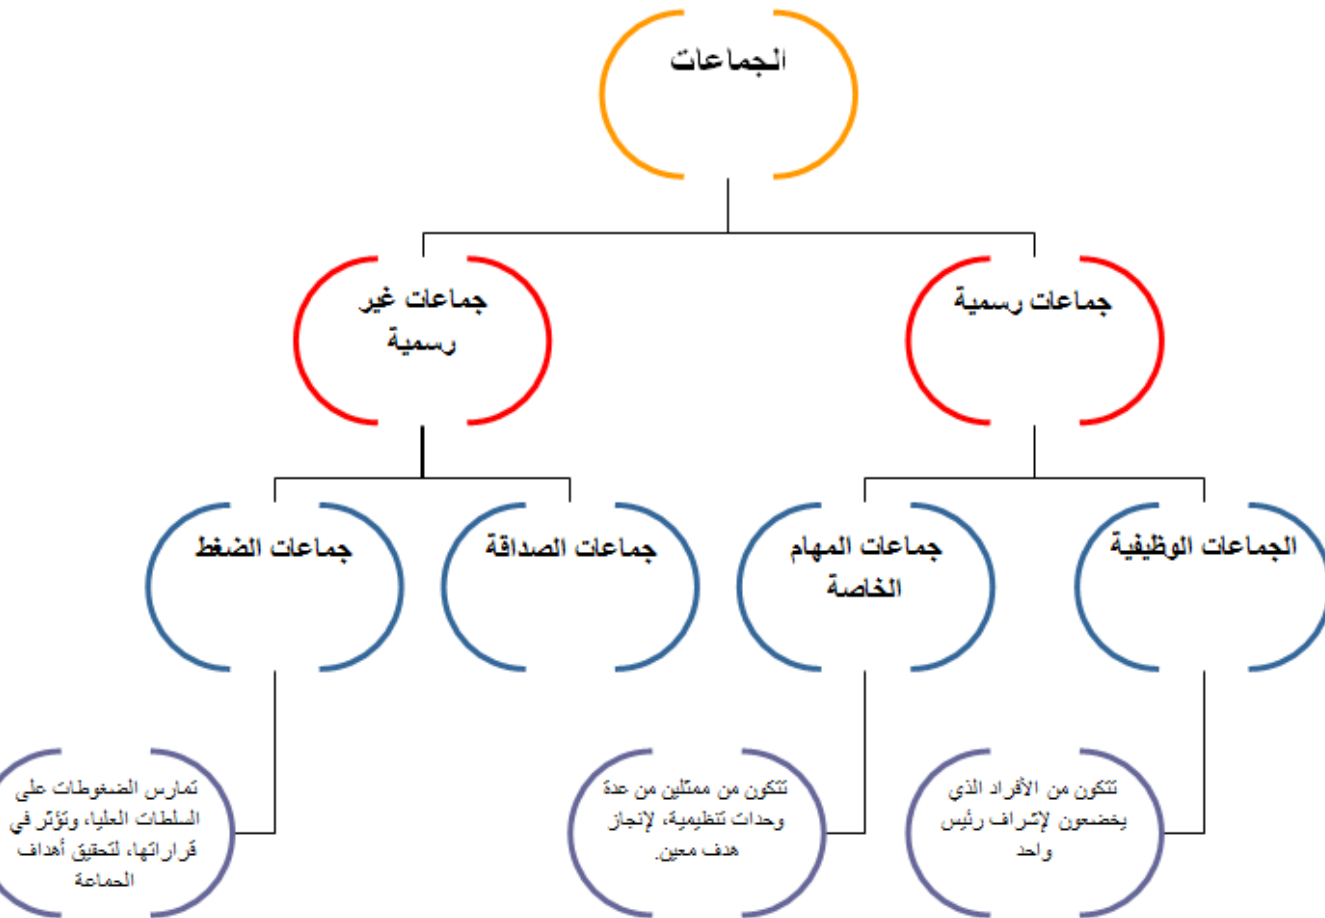 الجماعات
جماعات رسمية
جماعات غير
رسمية
الجماعات الوظيفية
جماعات المهام
الخاصة
جماعات الصداقة
جماعات الضغط
تتكون من الأفراد الذي
يخضعون لإشراف رئيس
واحد
تتكون من ممثلين من عدة
وحدات تنظيمية، لإنجاز
هدف معين.
تمارس الضغوطات على
السلطات العليا، وتؤثر في
قراراتها، لتحقيق أهداف
الجماعة